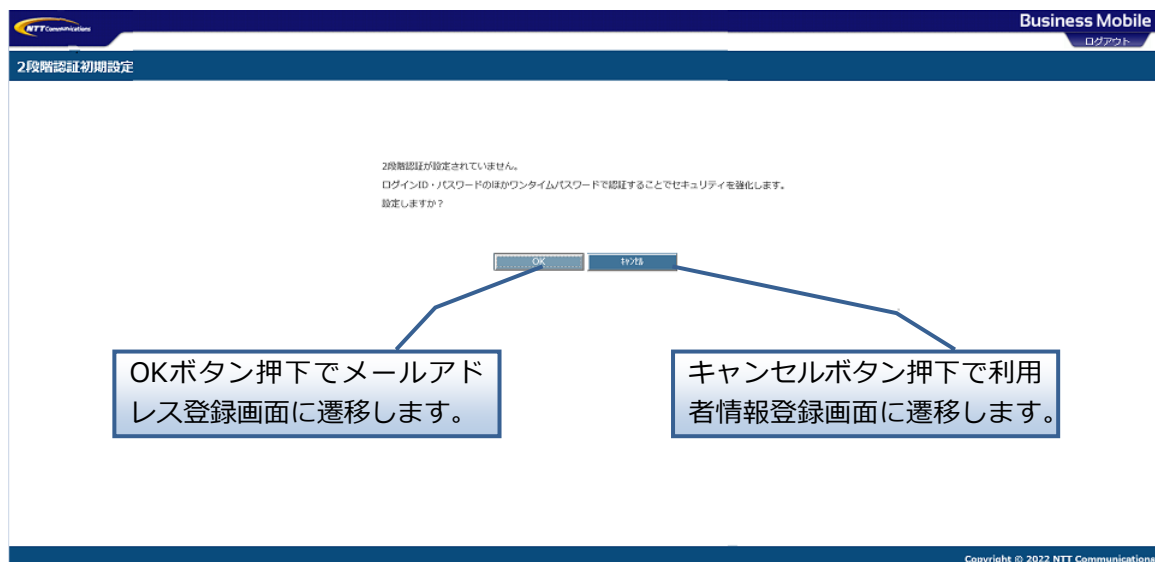 NTT Communications
Business Mobile
ログアウト
2段階認証初期設定
2段階認証が設定されていません。
ログインID・パスワードのほかワンタイムパスワードで認証することでセキュリティを強化します。
設定しますか？
OK
ｷｬﾝｾﾙ
OKボタン押下でメールアド
レス登録画面に遷移します。
キャンセルボタン押下で利用
者情報登録画面に遷移します。
Copyright © 2022 NTT Communications